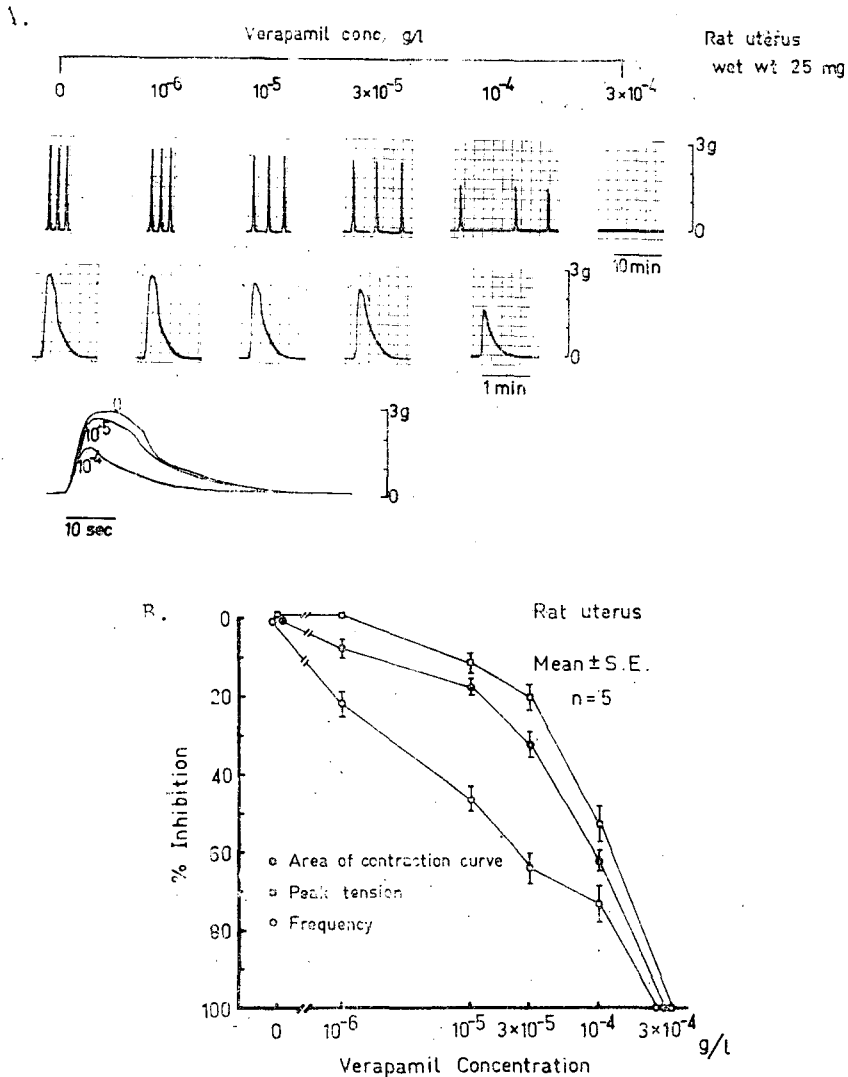 Verapamil conc, g/l
Rat uterus
wet wt 25 mg
0 10⁻⁶ 10⁻⁵ 3×10⁻⁵ 10⁻⁴ 3×10⁻⁴
3g
0
10min
3g
0
1 min
0
10⁻⁵
10⁻⁴
3g
0
10 sec
B.
Rat uterus
Mean ± S.E.
n=5
% Inhibition
0
20
40
60
80
100
Area of contraction curve
Peak tension
Frequency
0 10⁻⁶ 10⁻⁵ 3×10⁻⁵ 10⁻⁴ 3×10⁻⁴
g/l
Verapamil Concentration